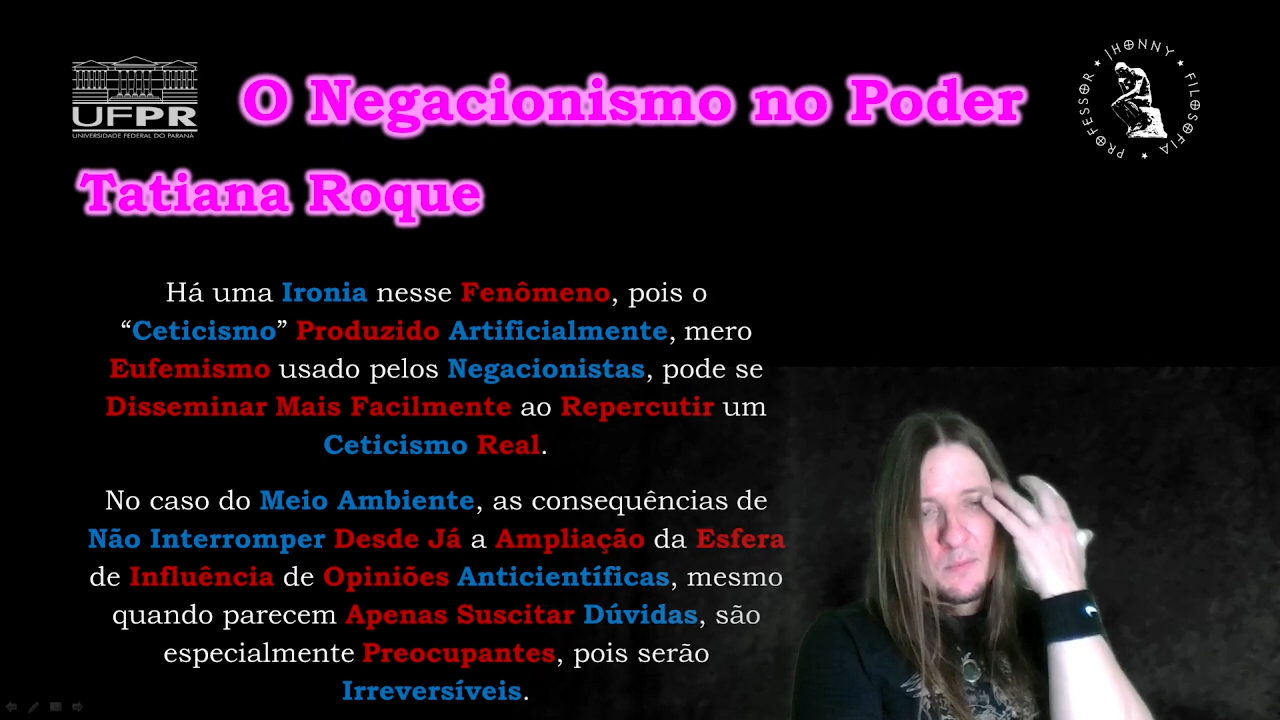 UFPR
UNIVERSIDADE FEDERAL DO PARANÁ
O Negacionismo no Poder
PROFESSOR ★ JHONNY ★ FILOSOFIA ★
Tatiana Roque
Há uma Ironia nesse Fenômeno, pois o
“Ceticismo” Produzido Artificialmente, mero
Eufemismo usado pelos Negacionistas, pode se
Disseminar Mais Facilmente ao Repercutir um
Ceticismo Real.
No caso do Meio Ambiente, as consequências de
Não Interromper Desde Já a Ampliação da Esfera
de Influência de Opiniões Anticientíficas, mesmo
quando parecem Apenas Suscitar Dúvidas, são
especialmente Preocupantes, pois serão
Irreversíveis.